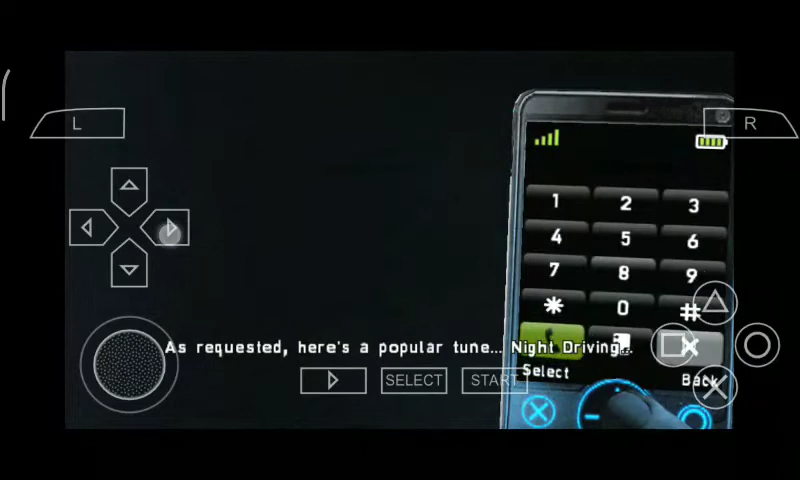 L
R
1 2 3
4 5 6
7 8 9
* 0 #
As requested, here's a popular tune... Night Driving...
Select
Back
SELECT
START